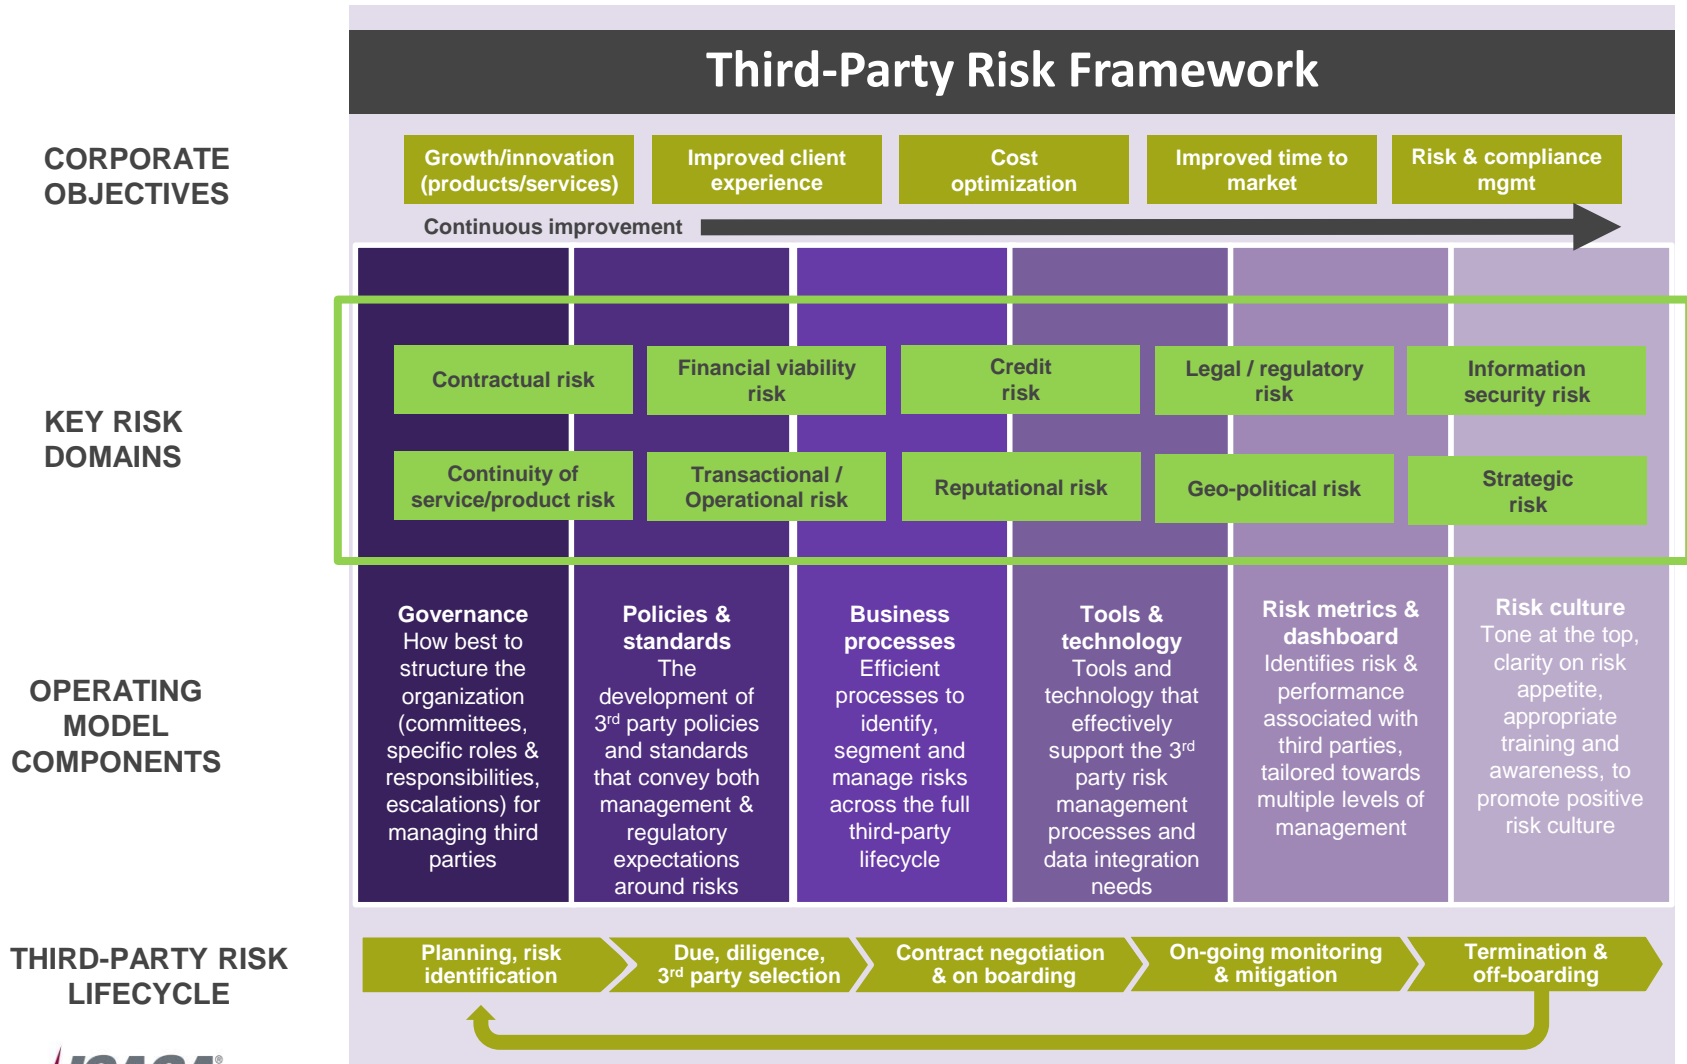 Third-Party Risk Framework
CORPORATE
OBJECTIVES
Growth/innovation
(products/services)
Improved client
experience
Cost
optimization
Improved time to
market
Risk & compliance
mgmt
Continuous improvement
KEY RISK
DOMAINS
Contractual risk
Financial viability
risk
Credit
risk
Legal / regulatory
risk
Information
security risk
Continuity of
service/product risk
Transactional /
Operational risk
Reputational risk
Geo-political risk
Strategic
risk
OPERATING
MODEL
COMPONENTS
Governance
How best to
structure the
organization
(committees,
specific roles &
responsibilities,
escalations) for
managing third
parties
Policies &
standards
The
development of
3rd party policies
and standards
that convey both
management &
regulatory
expectations
around risks
Business
processes
Efficient
processes to
identify,
segment and
manage risks
across the full
third-party
lifecycle
Tools &
technology
Tools and
technology that
effectively
support the 3rd
party risk
management
processes and
data integration
needs
Risk metrics &
dashboard
Identifies risk &
performance
associated with
third parties,
tailored towards
multiple levels of
management
Risk culture
Tone at the top,
clarity on risk
appetite,
appropriate
training and
awareness, to
promote positive
risk culture
THIRD-PARTY RISK
LIFECYCLE
Planning, risk
identification
Due, diligence,
3rd party selection
Contract negotiation
& on boarding
On-going monitoring
& mitigation
Termination &
off-boarding
ISACA®